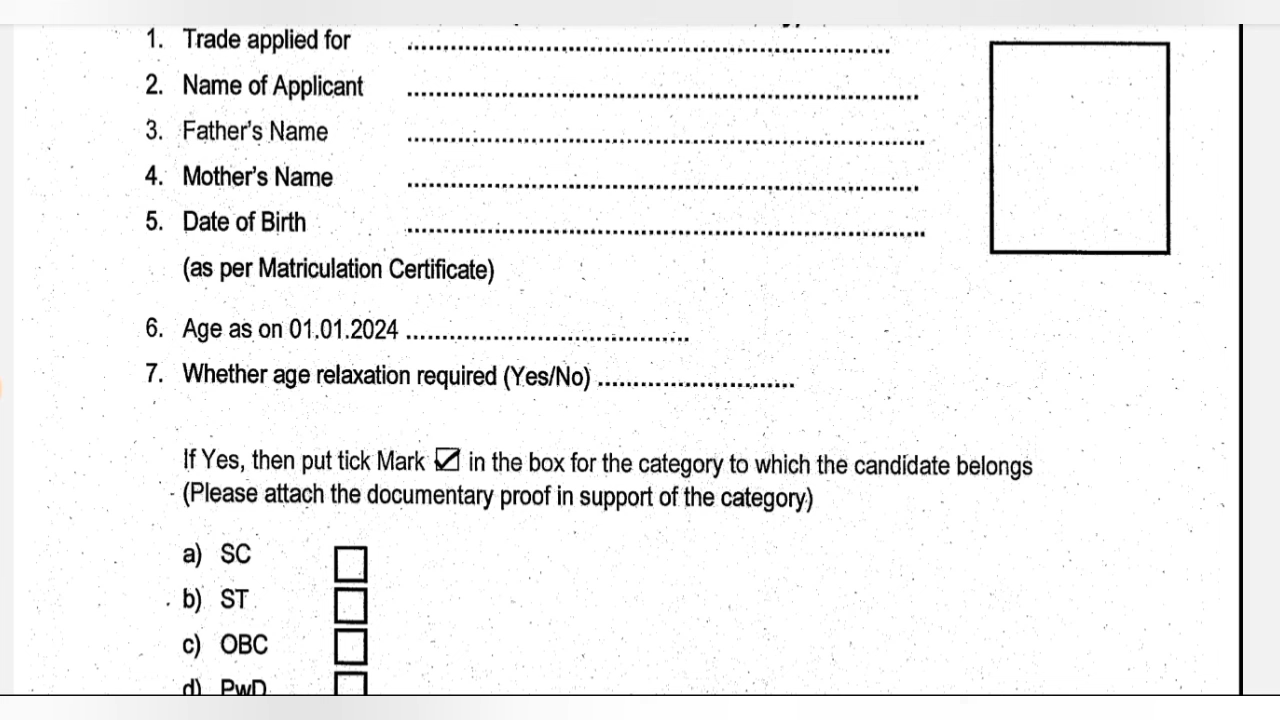 1. Trade applied for ................................................................
2. Name of Applicant ................................................................
3. Father's Name ................................................................
4. Mother's Name ................................................................
5. Date of Birth ................................................................
(as per Matriculation Certificate)
6. Age as on 01.01.2024 .......................................
7. Whether age relaxation required (Yes/No) ...........................
If Yes, then put tick Mark ☑ in the box for the category to which the candidate belongs
(Please attach the documentary proof in support of the category)
a) SC ☐
b) ST ☐
c) OBC ☐
d) PwD ☐